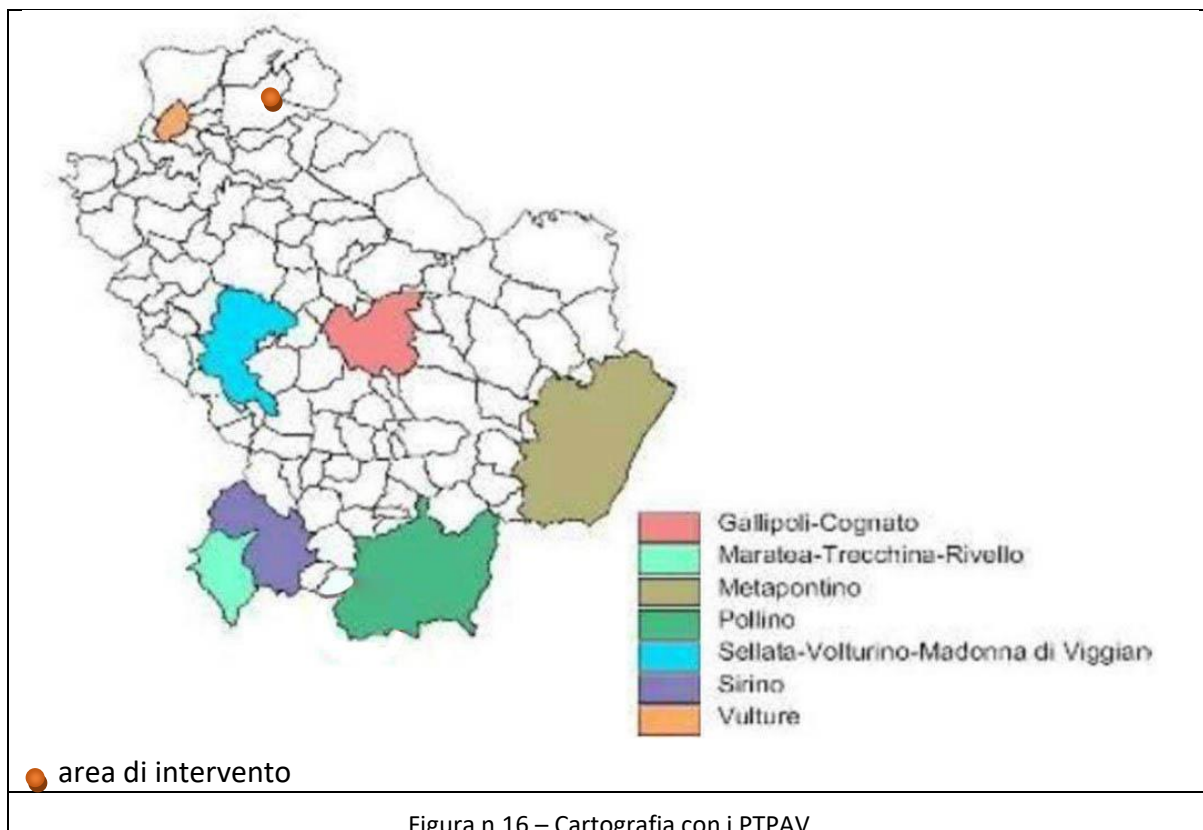 Gallipoli-Cognato
Maratea-Trecchina-Rivello
Metapontino
Pollino
Sellata-Volturino-Madonna di Viggian
Sirino
Vulture
area di intervento
Figura n.16 – Cartografia con i PTPAV